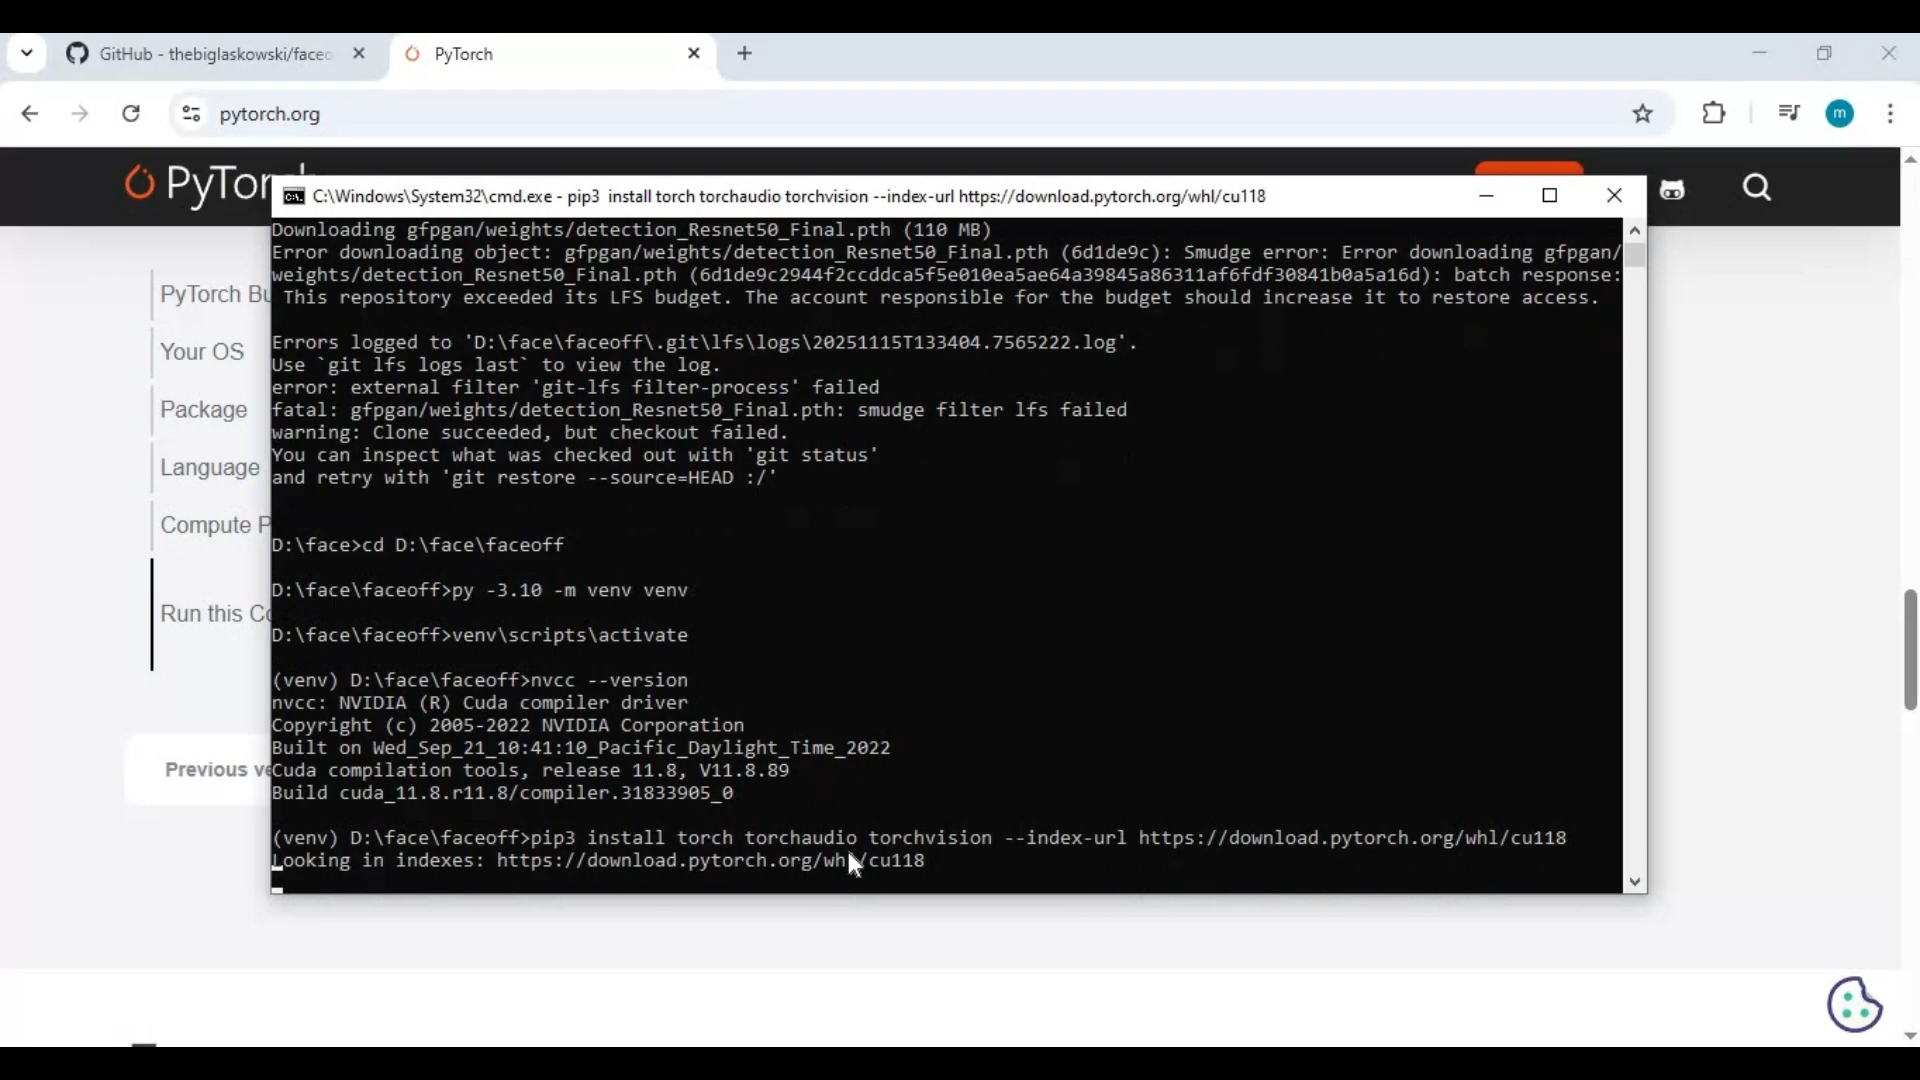 GitHub - thebiglaskowski/faceo
PyTorch
pytorch.org
m
PyTor
C:\Windows\System32\cmd.exe - pip3 install torch torchaudio torchvision --index-url https://download.pytorch.org/whl/cu118
Downloading gfpgan/weights/detection_Resnet50_Final.pth (110 MB)
Error downloading object: gfpgan/weights/detection_Resnet50_Final.pth (6d1de9c): Smudge error: Error downloading gfpgan/
weights/detection_Resnet50_Final.pth (6d1de9c2944f2ccddca5f5e010ea5ae64a39845a86311af6fdf30841b0a5a16d): batch response:
This repository exceeded its LFS budget. The account responsible for the budget should increase it to restore access.
Errors logged to 'D:\face\faceoff\.git\lfs\logs\20251115T133404.7565222.log'.
Use `git lfs logs last` to view the log.
error: external filter 'git-lfs filter-process' failed
fatal: gfpgan/weights/detection_Resnet50_Final.pth: smudge filter lfs failed
warning: Clone succeeded, but checkout failed.
You can inspect what was checked out with 'git status'
and retry with 'git restore --source=HEAD :/'
D:\face>cd D:\face\faceoff
D:\face\faceoff>py -3.10 -m venv venv
D:\face\faceoff>venv\scripts\activate
(venv) D:\face\faceoff>nvcc --version
nvcc: NVIDIA (R) Cuda compiler driver
Copyright (c) 2005-2022 NVIDIA Corporation
Built on Wed_Sep_21_10:41:10_Pacific_Daylight_Time_2022
Cuda compilation tools, release 11.8, V11.8.89
Build cuda_11.8.r11.8/compiler.31833905_0
(venv) D:\face\faceoff>pip3 install torch torchaudio torchvision --index-url https://download.pytorch.org/whl/cu118
Looking in indexes: https://download.pytorch.org/whl/cu118
PyTorch Bu
Your OS
Package
Language
Compute P
Run this Co
Previous ve